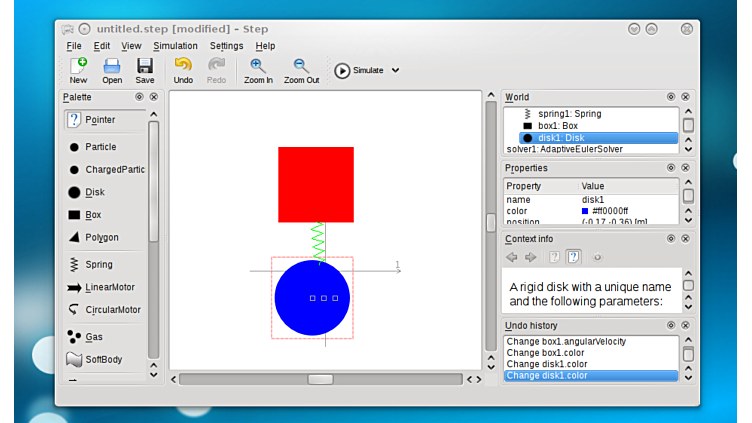 untitled.step [modified] – Step
File Edit View Simulation Settings Help
New Open Save Undo Redo Zoom In Zoom Out Simulate
Palette
Pointer
Particle
ChargedPartic
Disk
Box
Polygon
Spring
LinearMotor
CircularMotor
Gas
SoftBody
1
World
spring1: Spring
box1: Box
disk1: Disk
solver1: AdaptiveEulerSolver
Properties
Property Value
name disk1
color #ff0000ff
position (-0.17,-0.36) [m]
Context info
A rigid disk with a unique name
and the following parameters:
Undo history
Change box1.angularVelocity
Change box1.color
Change disk1.color
Change disk1.color